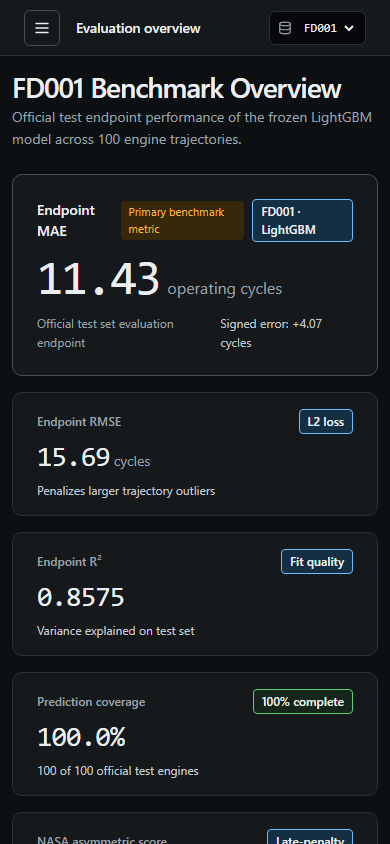 Evaluation overview
FD001
FD001 Benchmark Overview
Official test endpoint performance of the frozen LightGBM
model across 100 engine trajectories.
Endpoint
MAE
Primary benchmark
metric
FD001 ·
LightGBM
11.43 operating cycles
Official test set evaluation
endpoint
Signed error: +4.07
cycles
Endpoint RMSE
L2 loss
15.69 cycles
Penalizes larger trajectory outliers
Endpoint R²
Fit quality
0.8575
Variance explained on test set
Prediction coverage
100% complete
100.0%
100 of 100 official test engines
NASA asymmetric score
Late-penalty